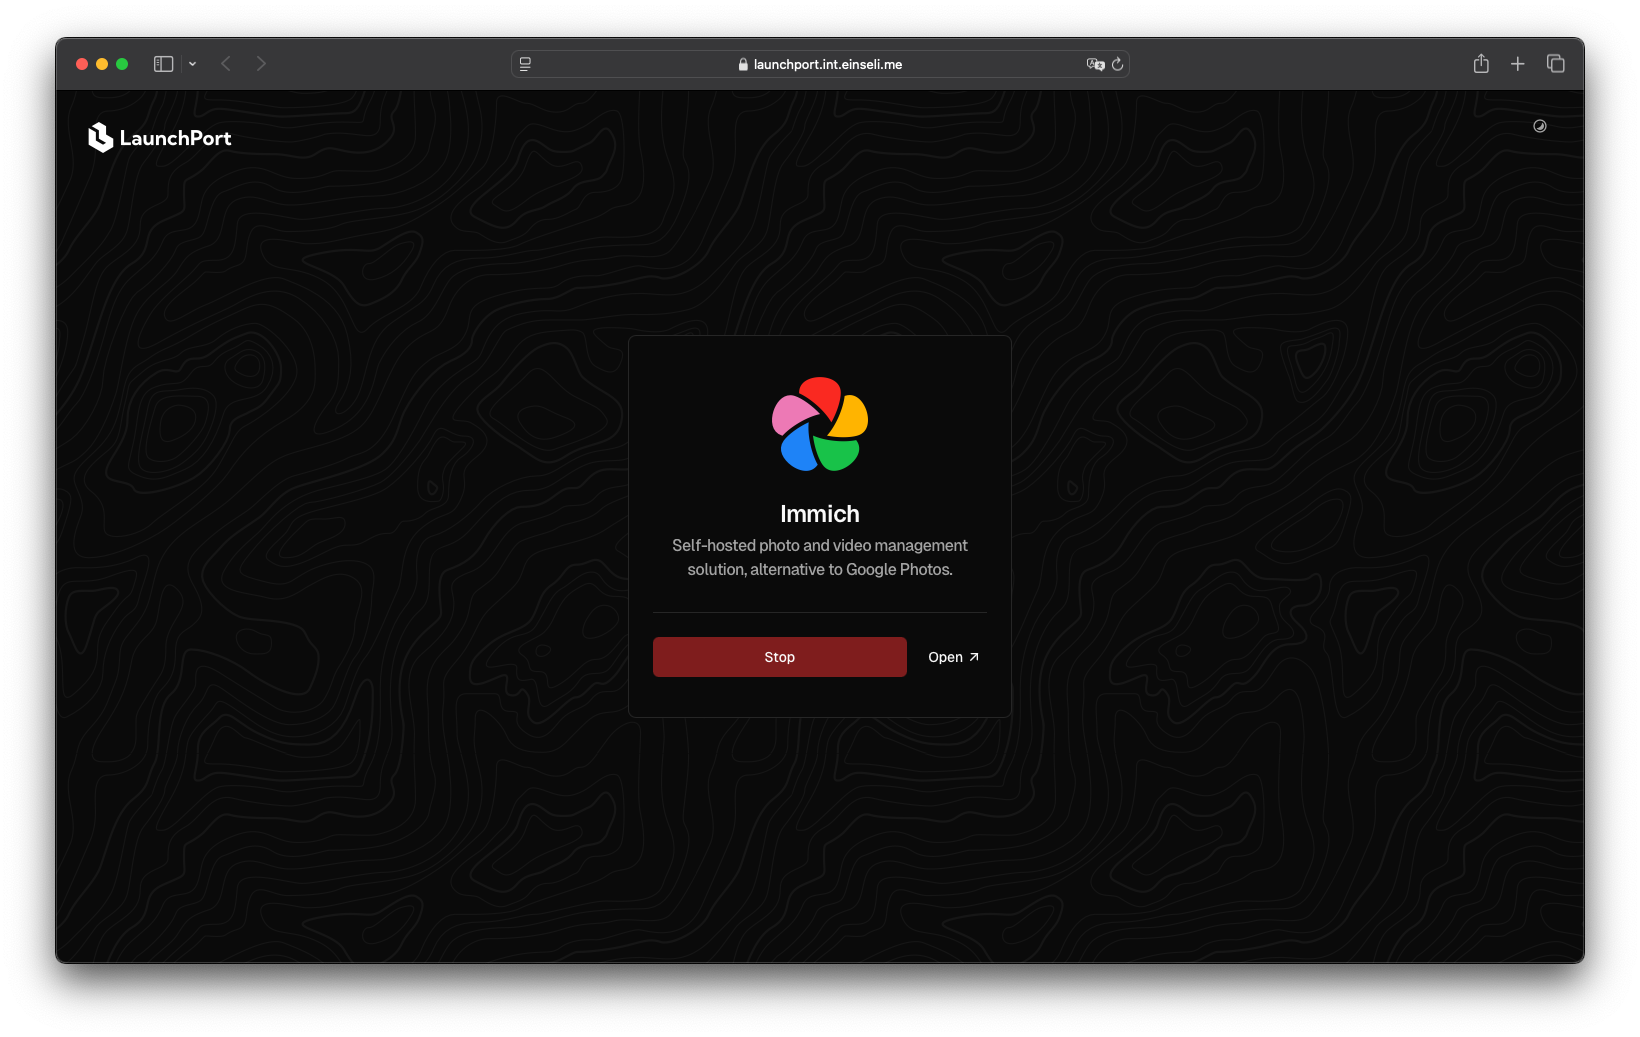 launchport.int.einseli.me
LaunchPort
Immich
Self-hosted photo and video management
solution, alternative to Google Photos.
Stop
Open